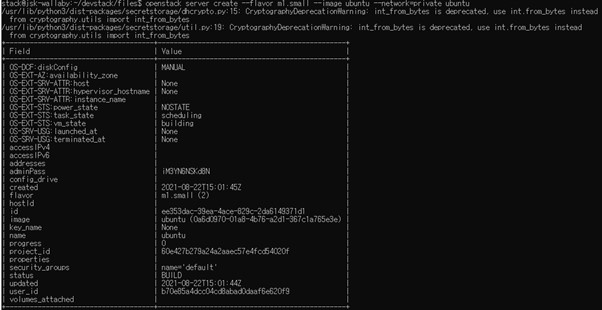 stack@isk-wallaby:~/devstack/files$ openstack server create --flavor m1.small --image ubuntu --network=private ubuntu
/usr/lib/python3/dist-packages/secretstorage/dhcrypto.py:15: CryptographyDeprecationWarning: int_from_bytes is deprecated, use int.from_bytes instead
  from cryptography.utils import int_from_bytes
/usr/lib/python3/dist-packages/secretstorage/util.py:19: CryptographyDeprecationWarning: int_from_bytes is deprecated, use int.from_bytes instead
  from cryptography.utils import int_from_bytes
| Field | Value |
| OS-DCF:diskConfig | MANUAL |
| OS-EXT-AZ:availability_zone | |
| OS-EXT-SRV-ATTR:host | None |
| OS-EXT-SRV-ATTR:hypervisor_hostname | None |
| OS-EXT-SRV-ATTR:instance_name | |
| OS-EXT-STS:power_state | NOSTATE |
| OS-EXT-STS:task_state | scheduling |
| OS-EXT-STS:vm_state | building |
| OS-SRV-USG:launched_at | None |
| OS-SRV-USG:terminated_at | None |
| accessIPv4 | |
| accessIPv6 | |
| addresses | |
| adminPass | iM3YN6NSKd8N |
| config_drive | |
| created | 2021-08-22T15:01:45Z |
| flavor | m1.small (2) |
| hostId | |
| id | ee353dac-39ea-4ace-829c-2da6149371d1 |
| image | ubuntu (0a6d0970-01a8-4b76-a2d1-367c1a765e3e) |
| key_name | None |
| name | ubuntu |
| progress | 0 |
| project_id | 60e427b279a24a2aaec57e4fcd54020f |
| properties | |
| security_groups | name='default' |
| status | BUILD |
| updated | 2021-08-22T15:01:44Z |
| user_id | b70e85a4dcc04cd8abad0daaf6e620f9 |
| volumes_attached | |